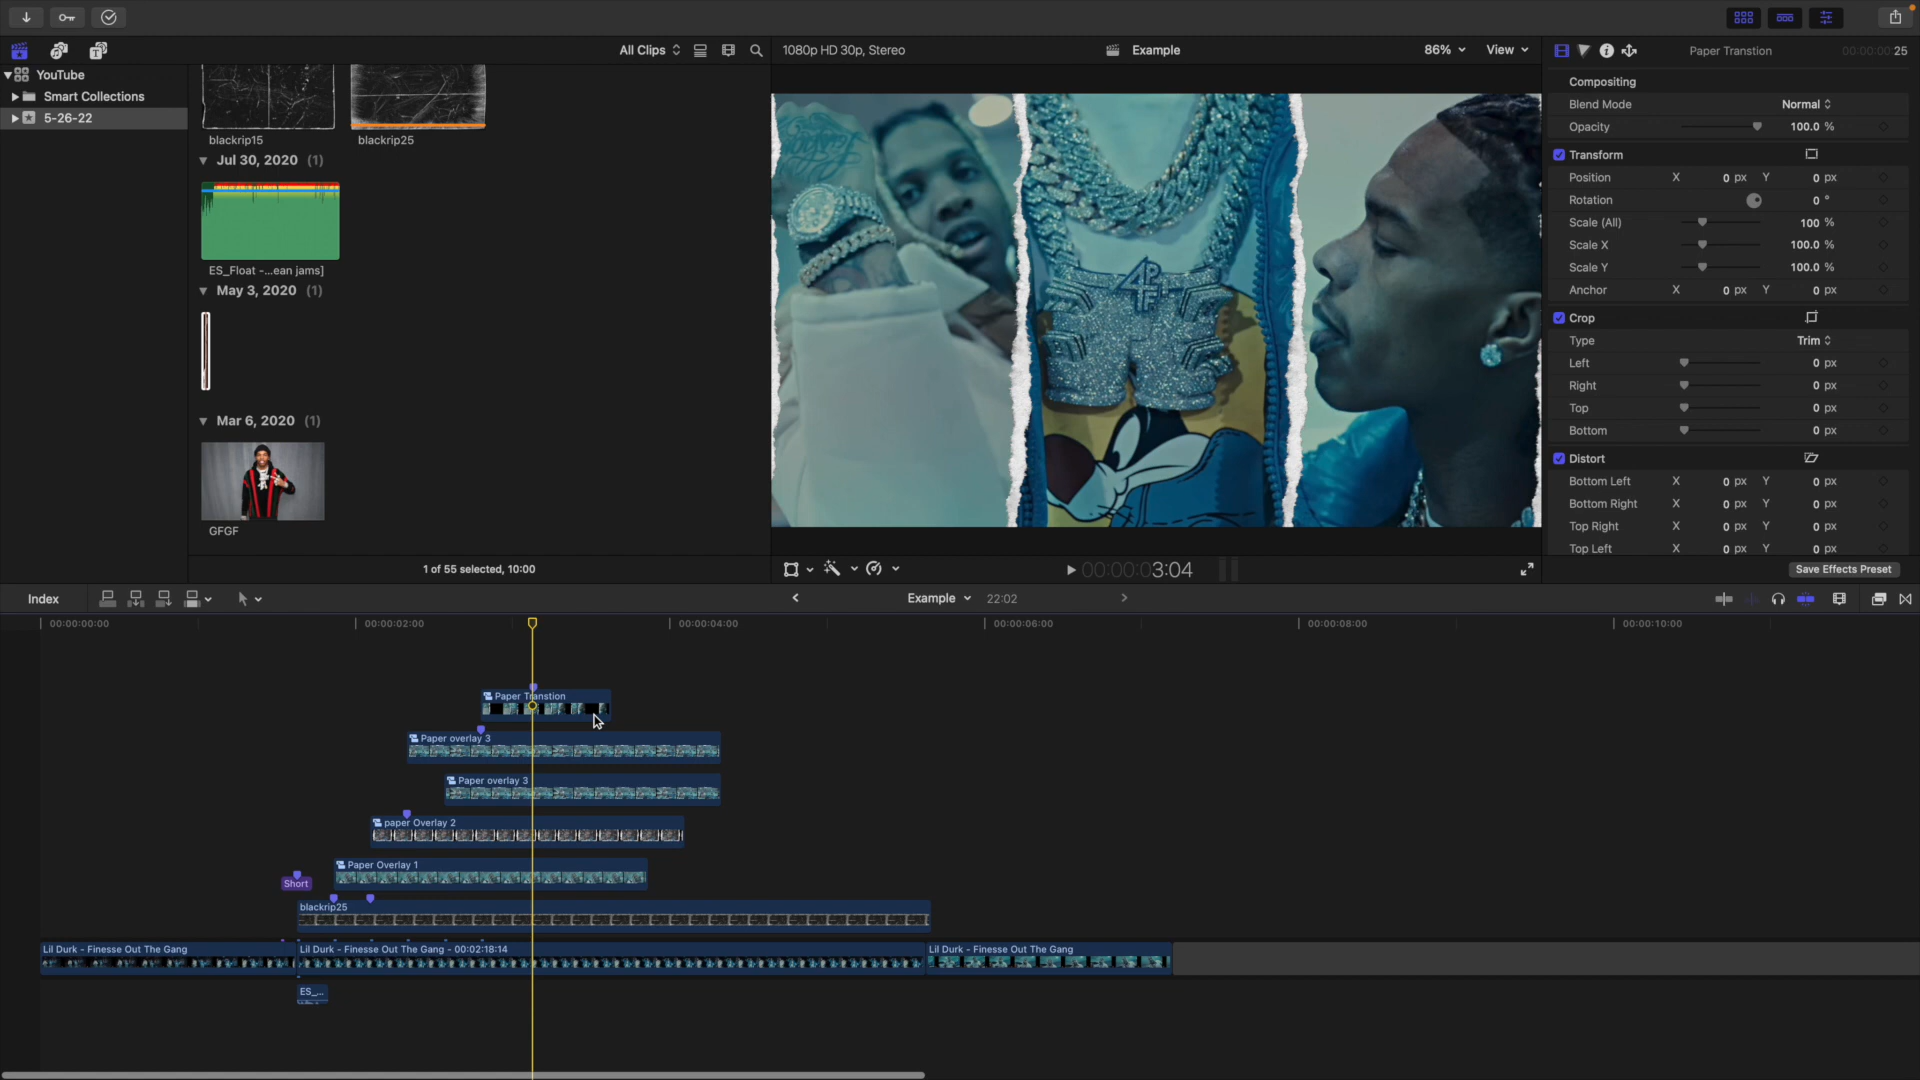 All Clips
1080p HD 30p, Stereo
Example
86%
View
Paper Transtion
00:00:00:00 25
YouTube
Smart Collections
5-26-22
blackrip15
blackrip25
Jul 30, 2020 (1)
ES_Float -...ean jams]
May 3, 2020 (1)
Mar 6, 2020 (1)
GFGF
1 of 55 selected, 10:00
4PF
00:00:03:04
Compositing
Blend Mode Normal
Opacity 100.0 %
Transform
Position X 0 px Y 0 px
Rotation 0 °
Scale (All) 100 %
Scale X 100.0 %
Scale Y 100.0 %
Anchor X 0 px Y 0 px
Crop
Type Trim
Left 0 px
Right 0 px
Top 0 px
Bottom 0 px
Distort
Bottom Left X 0 px Y 0 px
Bottom Right X 0 px Y 0 px
Top Right X 0 px Y 0 px
Top Left X 0 px Y 0 px
Save Effects Preset
Index
Example 22:02
00:00:00:00 00:00:02:00 00:00:04:00 00:00:06:00 00:00:08:00 00:00:10:00
Paper Transtion
Paper overlay 3
Paper overlay 3
paper Overlay 2
Paper Overlay 1
Short
blackrip25
Lil Durk - Finesse Out The Gang
Lil Durk - Finesse Out The Gang - 00:02:18:14
Lil Durk - Finesse Out The Gang
ES_...